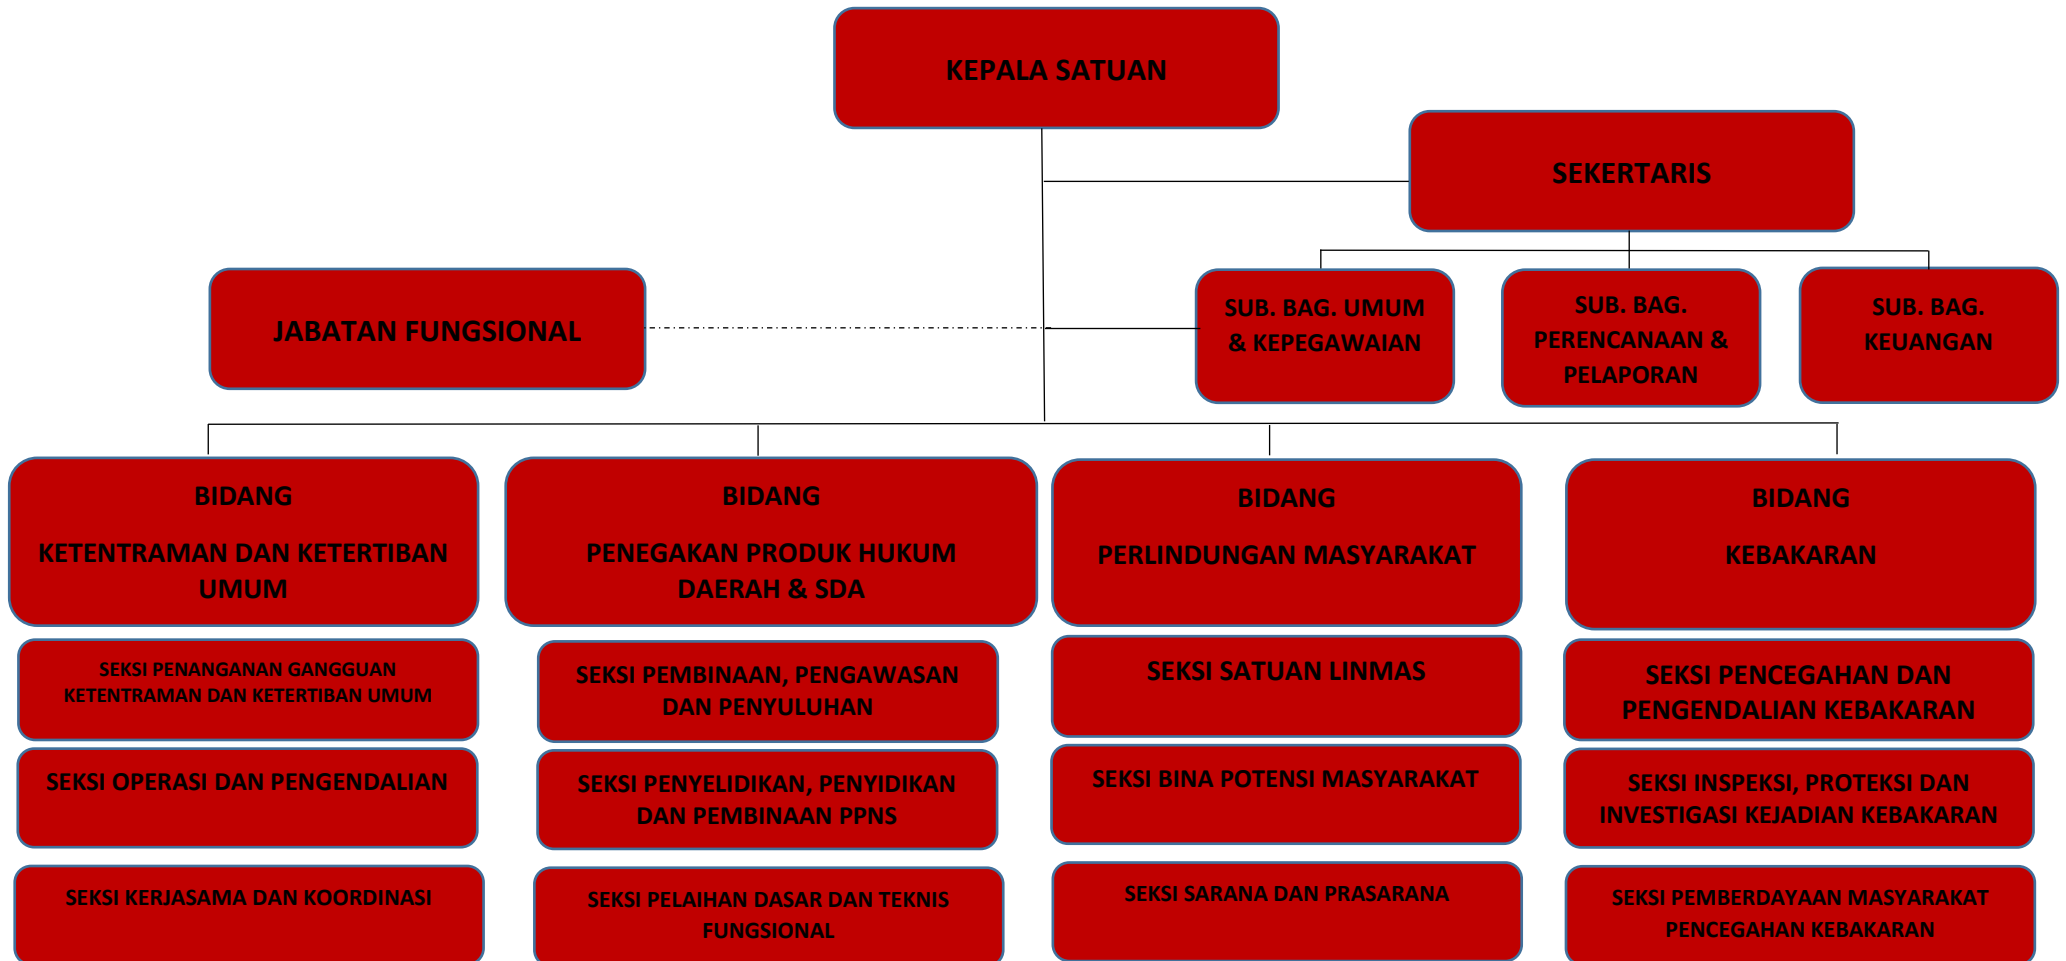 KEPALA SATUAN
SEKERTARIS
JABATAN FUNGSIONAL
SUB. BAG. UMUM
& KEPEGAWAIAN
SUB. BAG.
PERENCANAAN &
PELAPORAN
SUB. BAG.
KEUANGAN
BIDANG
KETENTRAMAN DAN KETERTIBAN
UMUM
BIDANG
PENEGAKAN PRODUK HUKUM
DAERAH & SDA
BIDANG
PERLINDUNGAN MASYARAKAT
BIDANG
KEBAKARAN
SEKSI PENANGANAN GANGGUAN
KETENTRAMAN DAN KETERTIBAN UMUM
SEKSI PEMBINAAN, PENGAWASAN
DAN PENYULUHAN
SEKSI SATUAN LINMAS
SEKSI PENCEGAHAN DAN
PENGENDALIAN KEBAKARAN
SEKSI OPERASI DAN PENGENDALIAN
SEKSI PENYELIDIKAN, PENYIDIKAN
DAN PEMBINAAN PPNS
SEKSI BINA POTENSI MASYARAKAT
SEKSI INSPEKSI, PROTEKSI DAN
INVESTIGASI KEJADIAN KEBAKARAN
SEKSI KERJASAMA DAN KOORDINASI
SEKSI PELAIHAN DASAR DAN TEKNIS
FUNGSIONAL
SEKSI SARANA DAN PRASARANA
SEKSI PEMBERDAYAAN MASYARAKAT
PENCEGAHAN KEBAKARAN